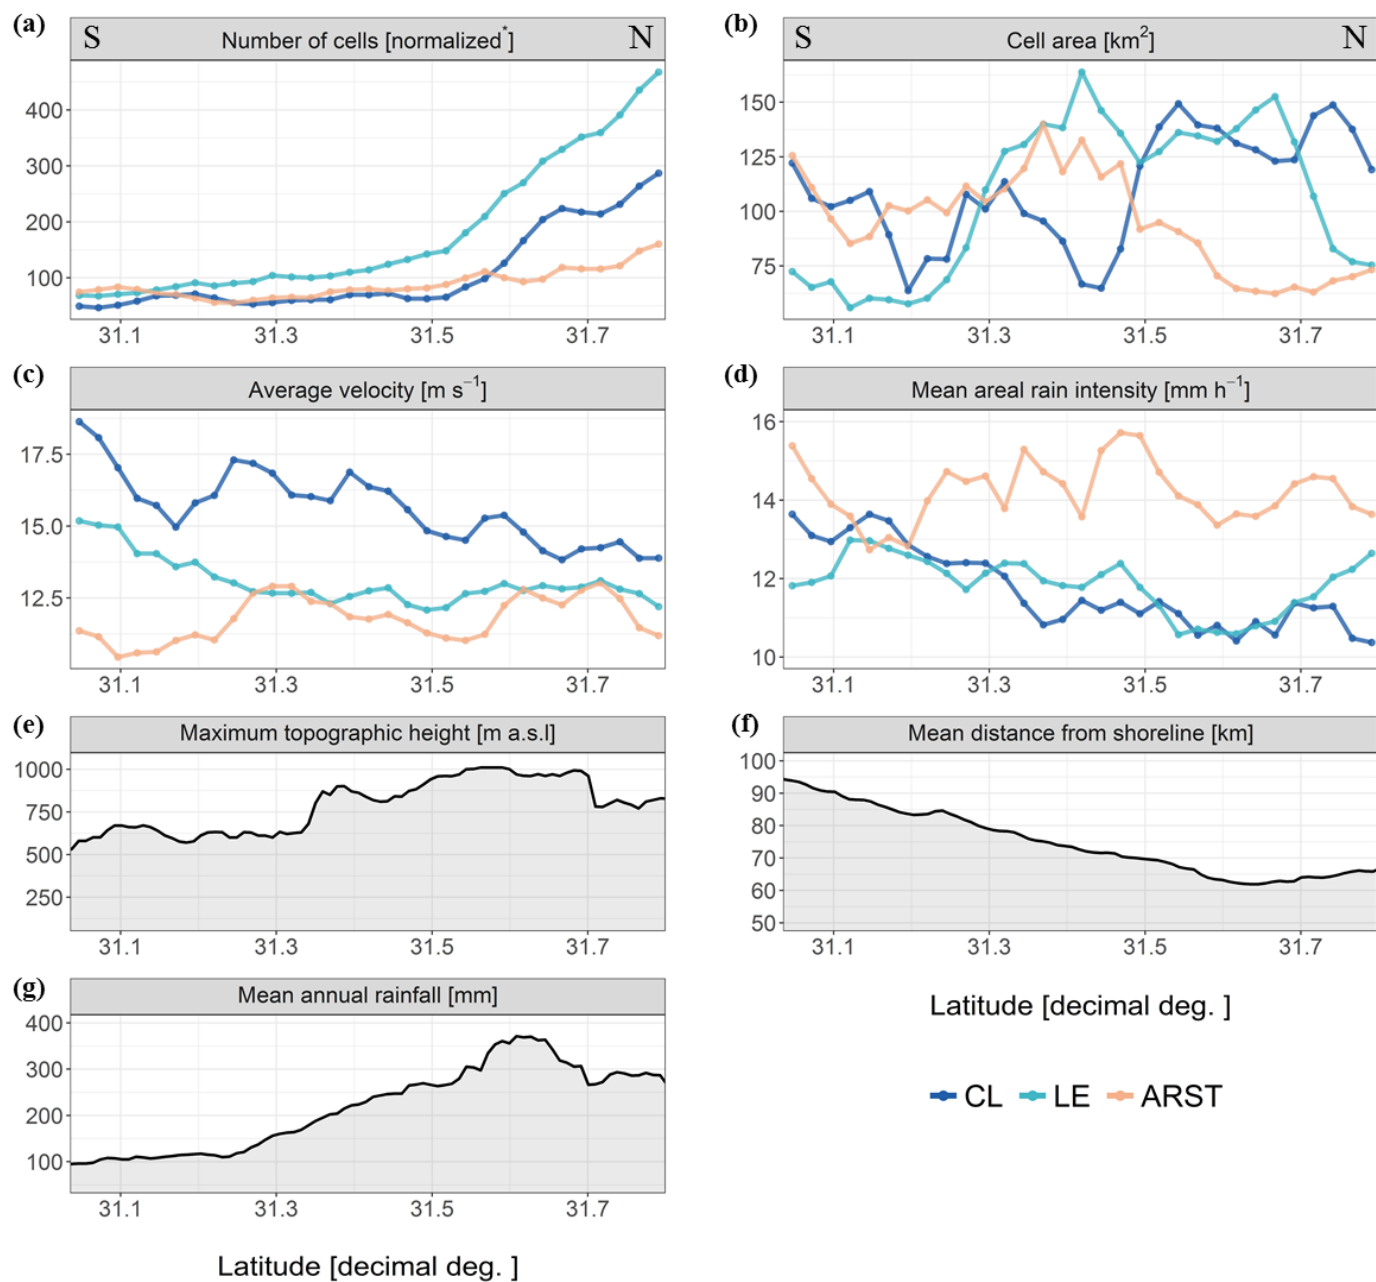 (a)
S Number of cells [normalized*] N
400
300
200
100
31.1 31.3 31.5 31.7
(b)
S Cell area [km²] N
150
125
100
75
31.1 31.3 31.5 31.7
(c)
Average velocity [m s⁻¹]
17.5
15.0
12.5
31.1 31.3 31.5 31.7
(d)
Mean areal rain intensity [mm h⁻¹]
16
14
12
10
31.1 31.3 31.5 31.7
(e)
Maximum topographic height [m a.s.l]
1000
750
500
250
31.1 31.3 31.5 31.7
(f)
Mean distance from shoreline [km]
100
90
80
70
60
50
31.1 31.3 31.5 31.7
Latitude [decimal deg. ]
CL LE ARST
(g)
Mean annual rainfall [mm]
400
300
200
100
31.1 31.3 31.5 31.7
Latitude [decimal deg. ]